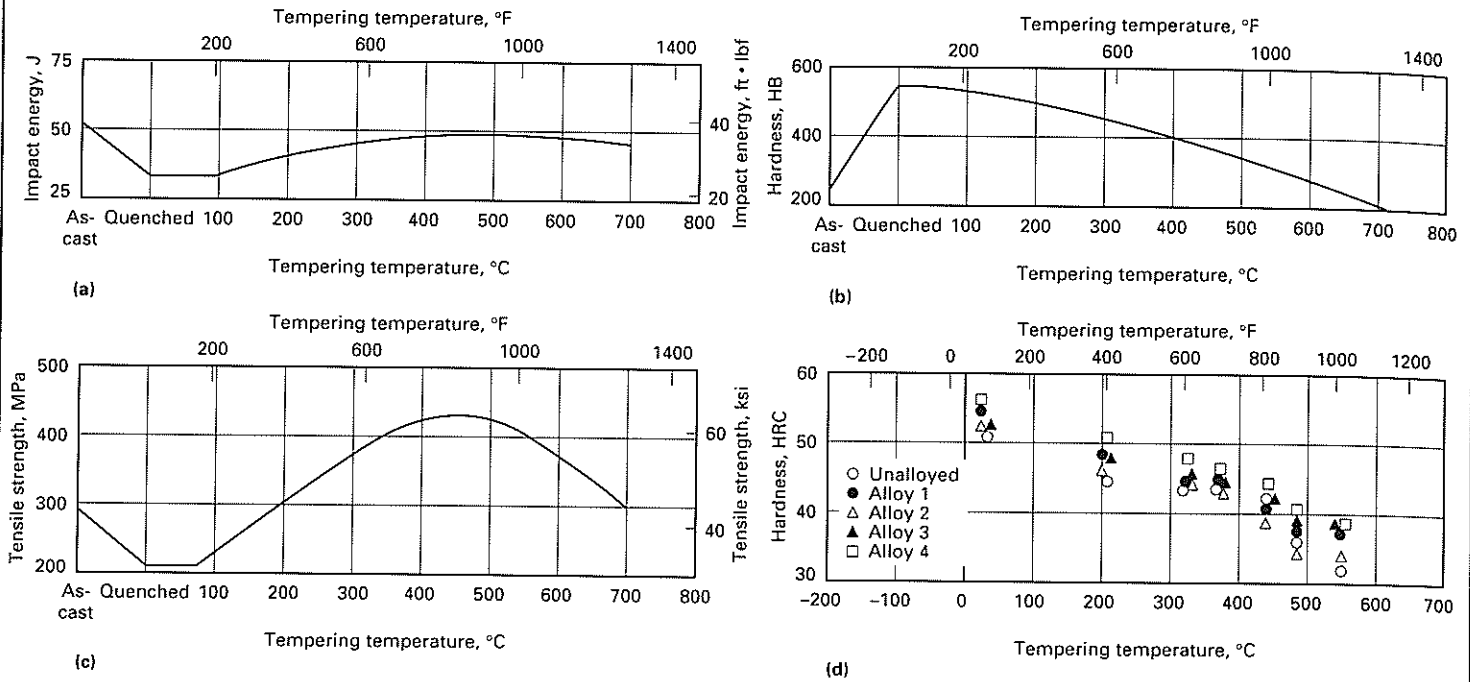 Tempering temperature, °F
200 600 1000 1400
Impact energy, J
75
50
25
Impact energy, ft • lbf
40
20
As-cast Quenched 100 200 300 400 500 600 700 800
Tempering temperature, °C
(a)
Tempering temperature, °F
200 600 1000 1400
Hardness, HB
600
400
200
As-cast Quenched 100 200 300 400 500 600 700 800
Tempering temperature, °C
(b)
Tempering temperature, °F
200 600 1000 1400
Tensile strength, MPa
500
400
300
200
Tensile strength, ksi
60
40
As-cast Quenched 100 200 300 400 500 600 700 800
Tempering temperature, °C
(c)
Tempering temperature, °F
−200 0 200 400 600 800 1000 1200
Hardness, HRC
60
50
40
30
Unalloyed
Alloy 1
Alloy 2
Alloy 3
Alloy 4
−200 −100 0 100 200 300 400 500 600 700
Tempering temperature, °C
(d)